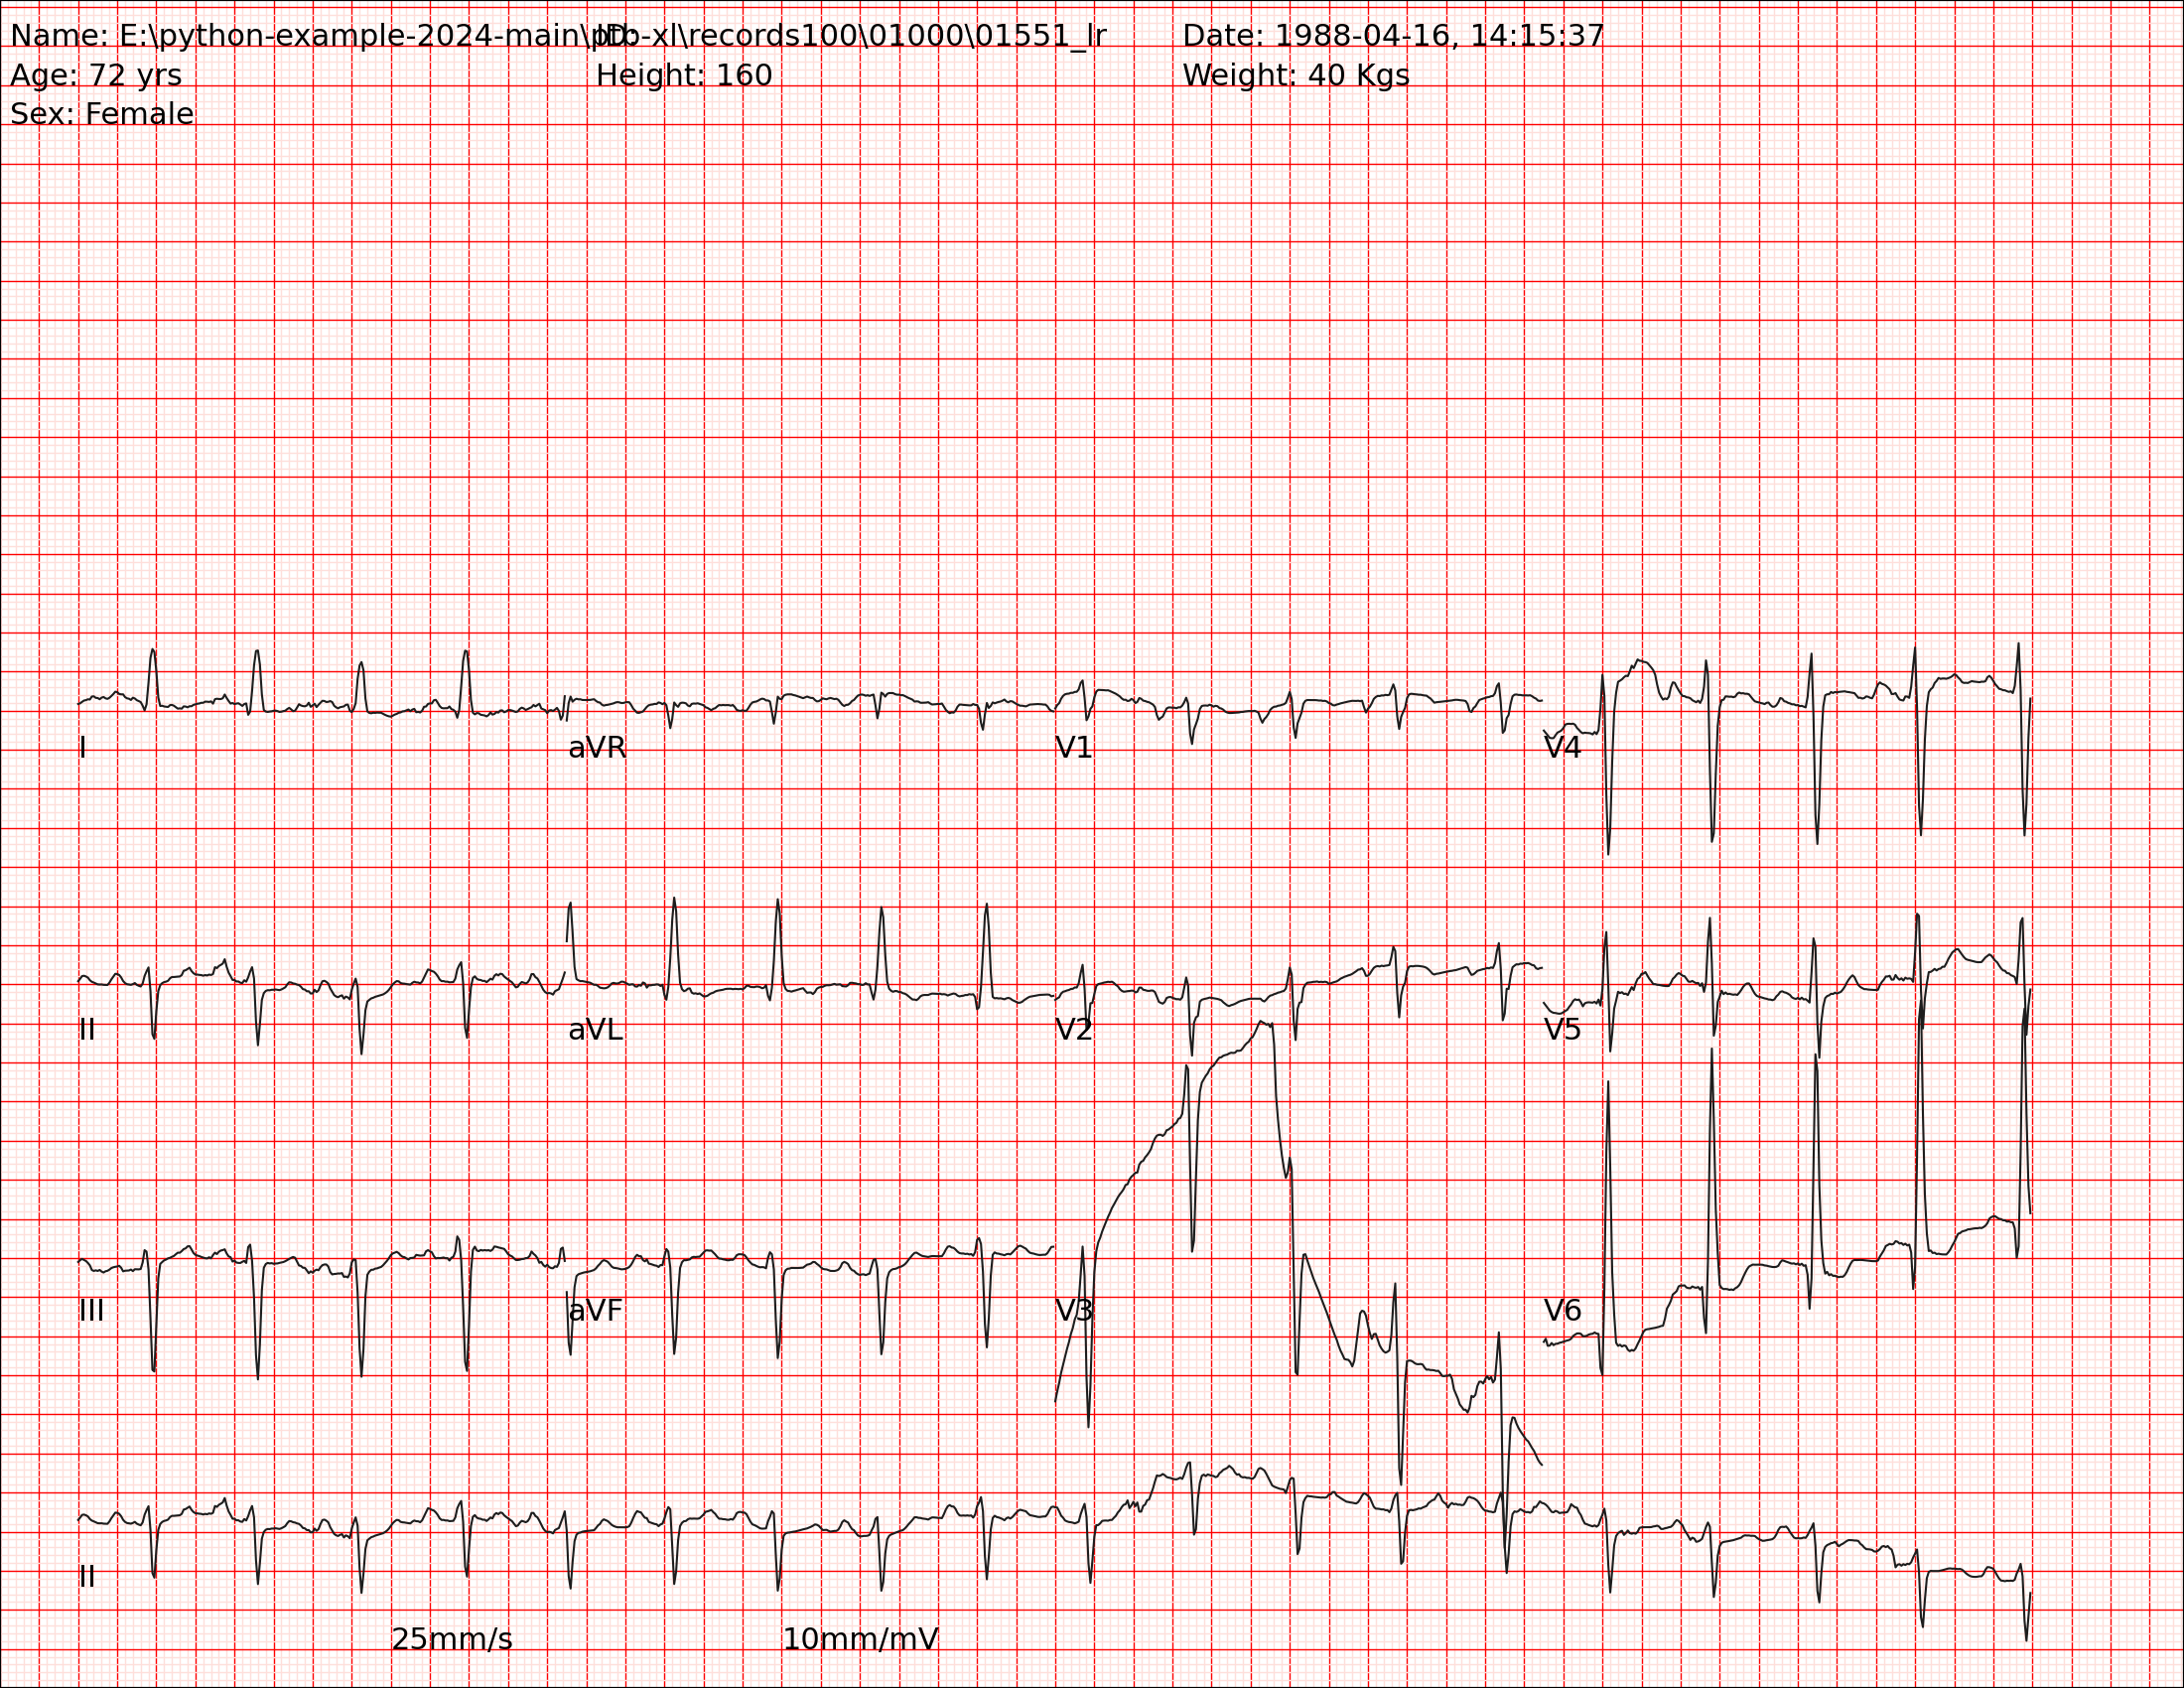 Name: E:\python-example-2024-main\ptb-xl\records100\01000\01551_lr ID: Date: 1988-04-16, 14:15:37
Age: 72 yrs Height: 160 Weight: 40 Kgs
Sex: Female
I aVR V1 V4
II aVL V2 V5
III aVF V3 V6
II
25mm/s 10mm/mV